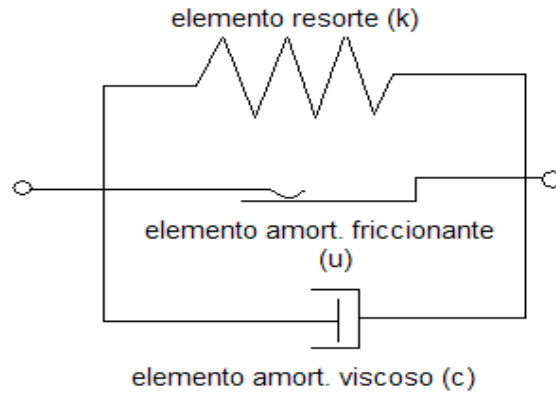 elemento resorte (k)
elemento amort. friccionante
(u)
elemento amort. viscoso (c)